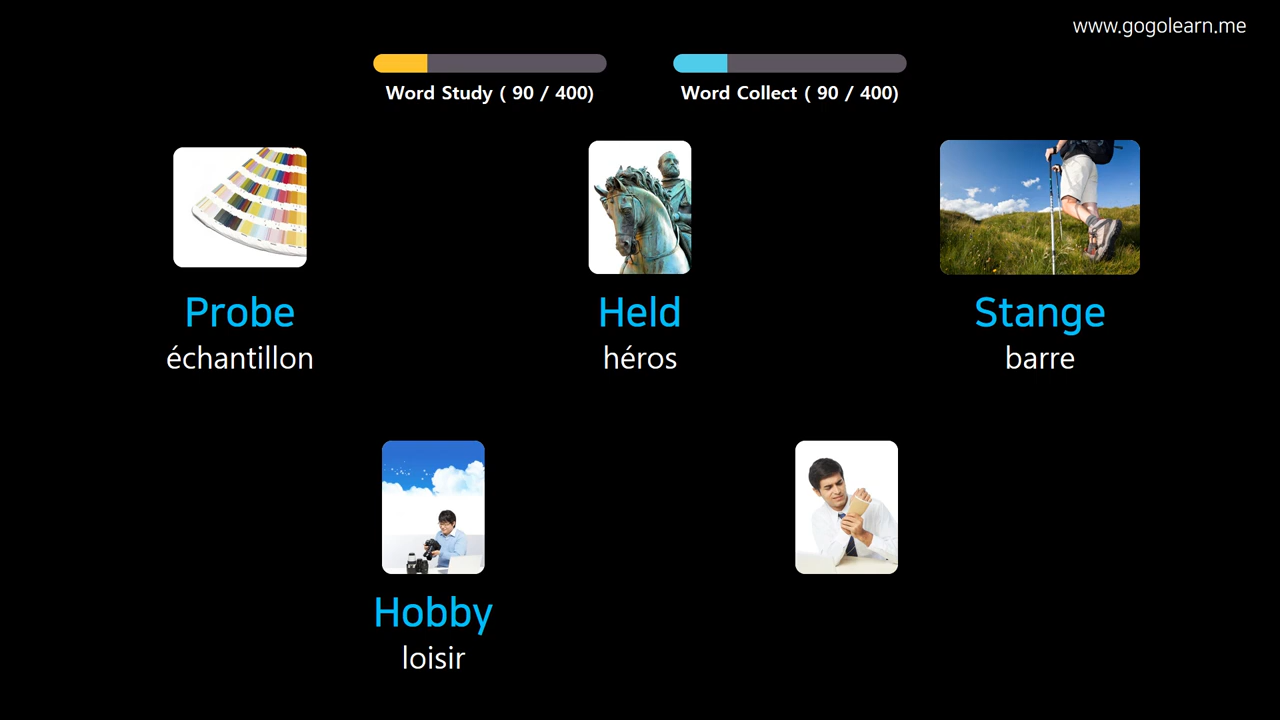 www.gogolearn.me
Word Study ( 90 / 400)
Word Collect ( 90 / 400)
Probe
échantillon
Held
héros
Stange
barre
Hobby
loisir